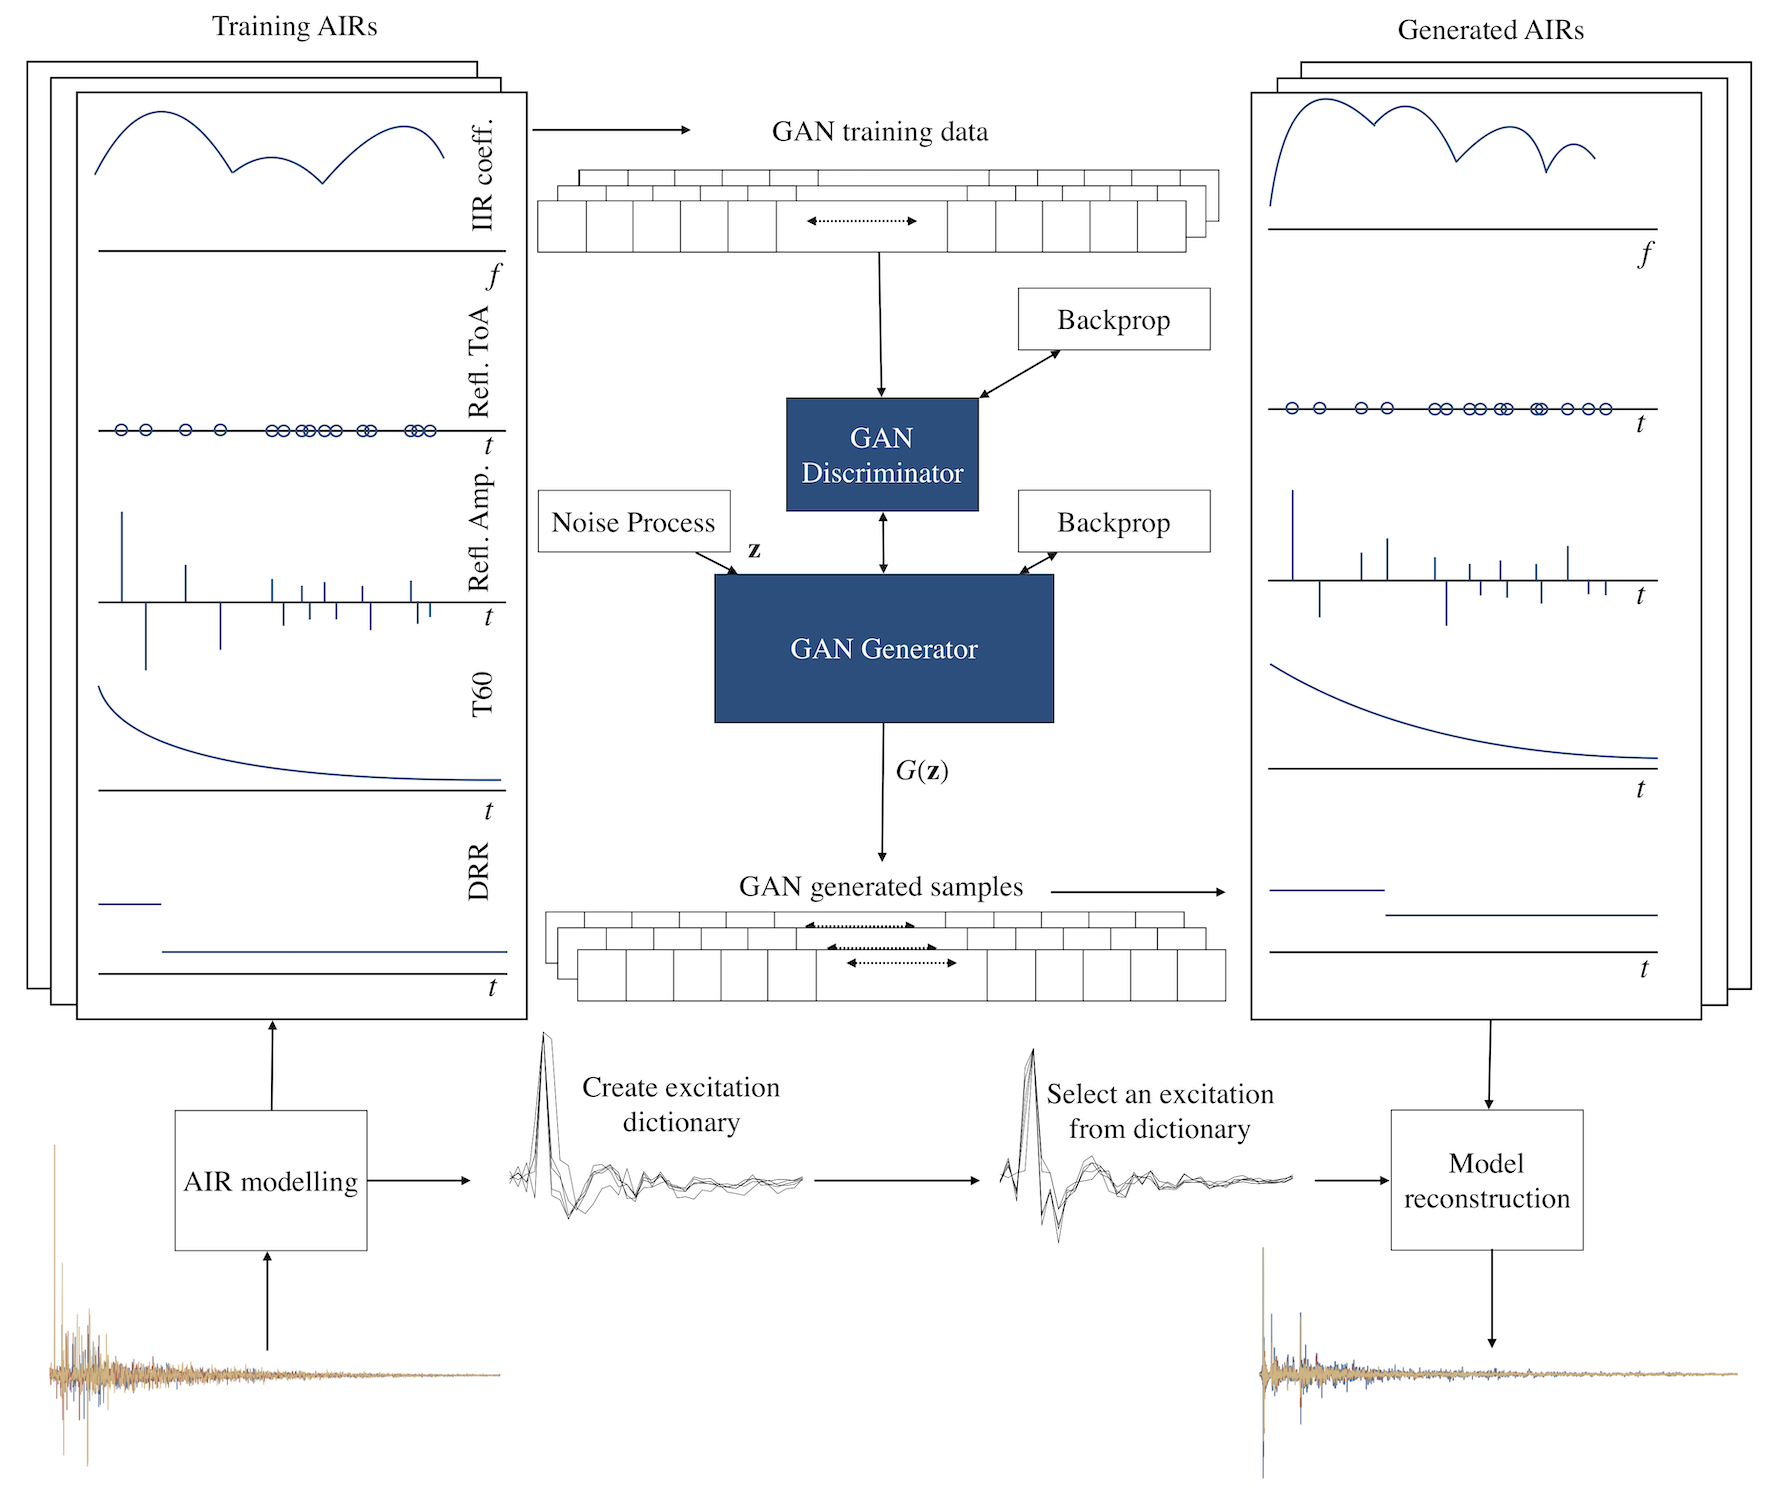 Training AIRs
IIR coeff.
f
Refl. ToA
t
Refl. Amp.
t
T60
t
DRR
t
GAN training data
Backprop
GAN
Discriminator
Noise Process
z
Backprop
GAN Generator
G(z)
GAN generated samples
Generated AIRs
f
t
t
t
t
AIR modelling
Create excitation
dictionary
Select an excitation
from dictionary
Model
reconstruction